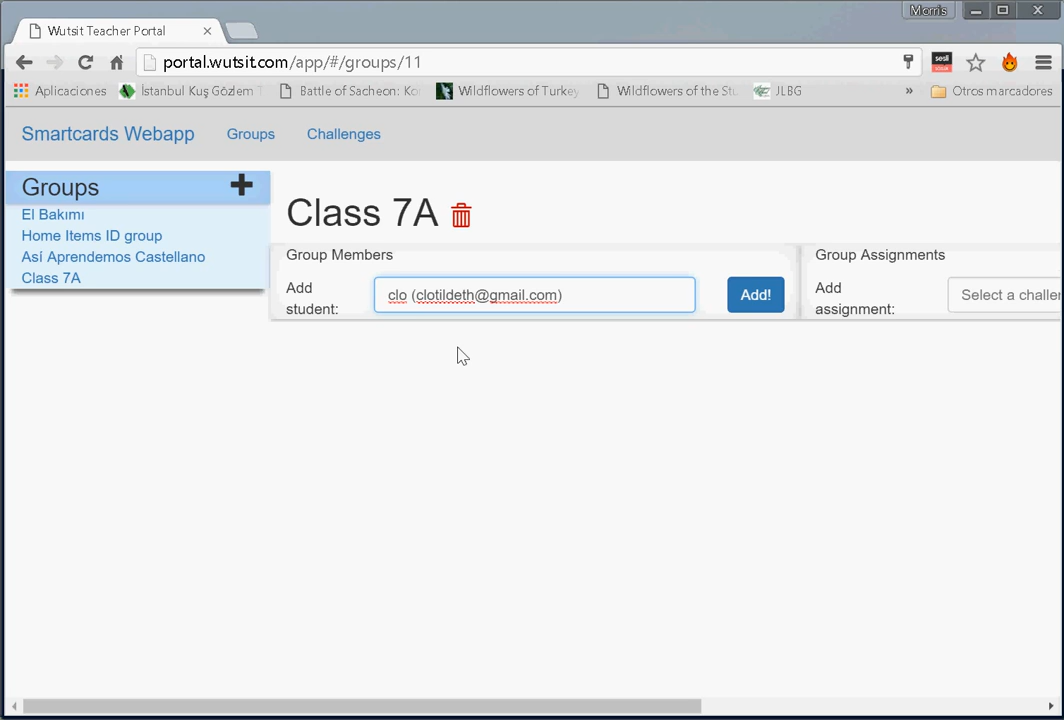 Morris
Wutsit Teacher Portal
portal.wutsit.com/app/#/groups/11
sesli
Aplicaciones
İstanbul Kuş Gözlem T
Battle of Sacheon: Ko
Wildflowers of Turkey
Wildflowers of the Stu
JLBG
»
Otros marcadores
Smartcards Webapp
Groups
Challenges
Groups
El Bakımı
Home Items ID group
Así Aprendemos Castellano
Class 7A
Class 7A
Group Members
Add student:
clo (clotildeth@gmail.com)
Add!
Group Assignments
Add assignment:
Select a challen